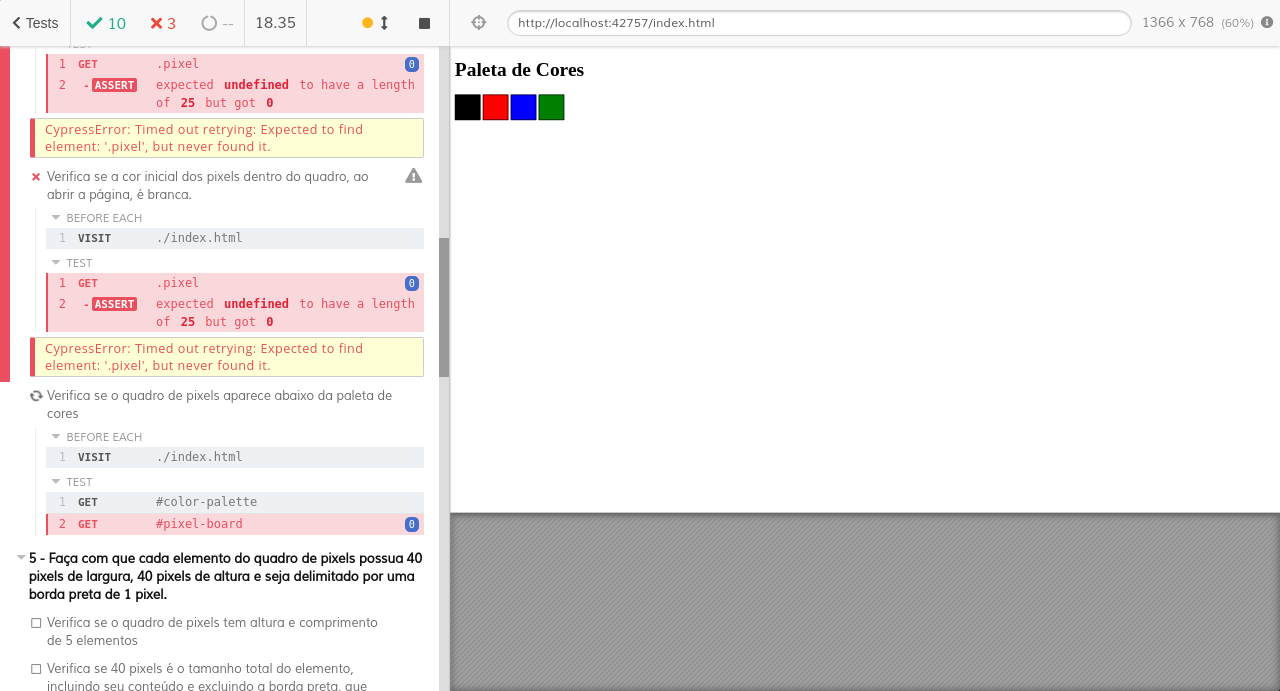 Tests
10
3
--
18.35
http://localhost:42757/index.html
1366 x 768 (60%)
TEST
1 GET .pixel 0
2 -ASSERT expected undefined to have a length
of 25 but got 0
CypressError: Timed out retrying: Expected to find
element: '.pixel', but never found it.
Verifica se a cor inicial dos pixels dentro do quadro, ao
abrir a página, é branca.
BEFORE EACH
1 VISIT ./index.html
TEST
1 GET .pixel 0
2 -ASSERT expected undefined to have a length
of 25 but got 0
CypressError: Timed out retrying: Expected to find
element: '.pixel', but never found it.
Verifica se o quadro de pixels aparece abaixo da paleta de
cores
BEFORE EACH
1 VISIT ./index.html
TEST
1 GET #color-palette
2 GET #pixel-board 0
5 - Faça com que cada elemento do quadro de pixels possua 40
pixels de largura, 40 pixels de altura e seja delimitado por uma
borda preta de 1 pixel.
Verifica se o quadro de pixels tem altura e comprimento
de 5 elementos
Verifica se 40 pixels é o tamanho total do elemento,
incluindo seu conteúdo e excluindo a borda preta, que
Paleta de Cores